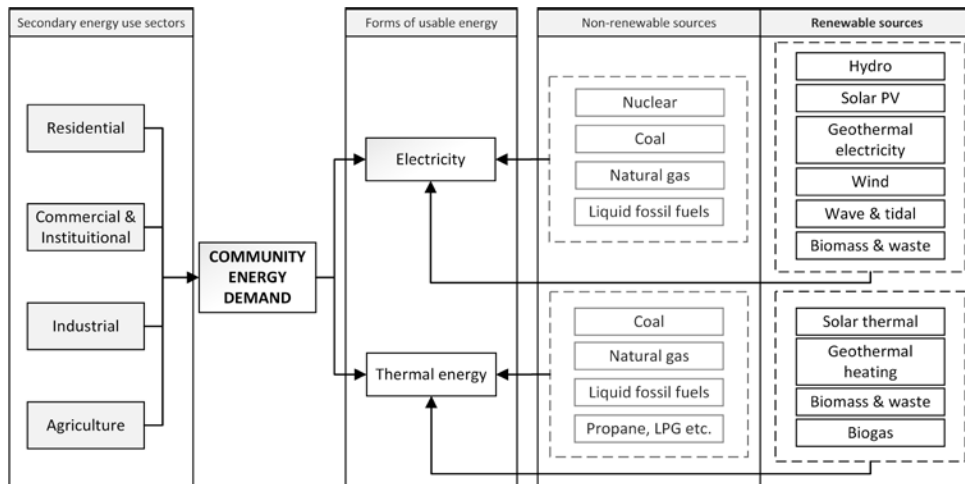 Secondary energy use sectors
Forms of usable energy
Non-renewable sources
Renewable sources
Residential
Commercial &
Instituitional
Industrial
Agriculture
COMMUNITY
ENERGY
DEMAND
Electricity
Thermal energy
Nuclear
Coal
Natural gas
Liquid fossil fuels
Coal
Natural gas
Liquid fossil fuels
Propane, LPG etc.
Hydro
Solar PV
Geothermal
electricity
Wind
Wave & tidal
Biomass & waste
Solar thermal
Geothermal
heating
Biomass & waste
Biogas